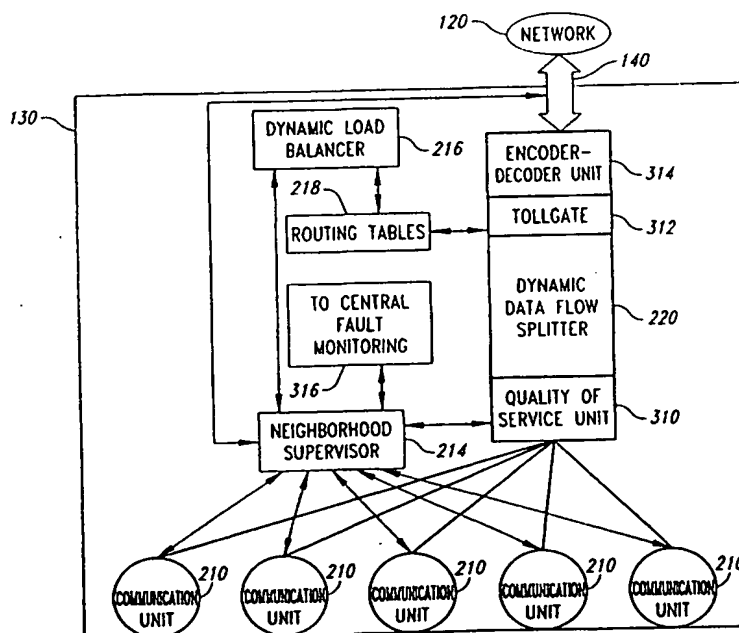 120
NETWORK
140
130
DYNAMIC LOAD
BALANCER
216
ENCODER-
DECODER UNIT
314
218
ROUTING TABLES
TOLLGATE
312
DYNAMIC
DATA FLOW
SPLITTER
220
TO CENTRAL
FAULT
MONITORING
316
QUALITY OF
SERVICE UNIT
310
NEIGHBORHOOD
SUPERVISOR
214
COMMUNICATION
UNIT
210
COMMUNICATION
UNIT
210
COMMUNICATION
UNIT
210
COMMUNICATION
UNIT
210
COMMUNICATION
UNIT
210